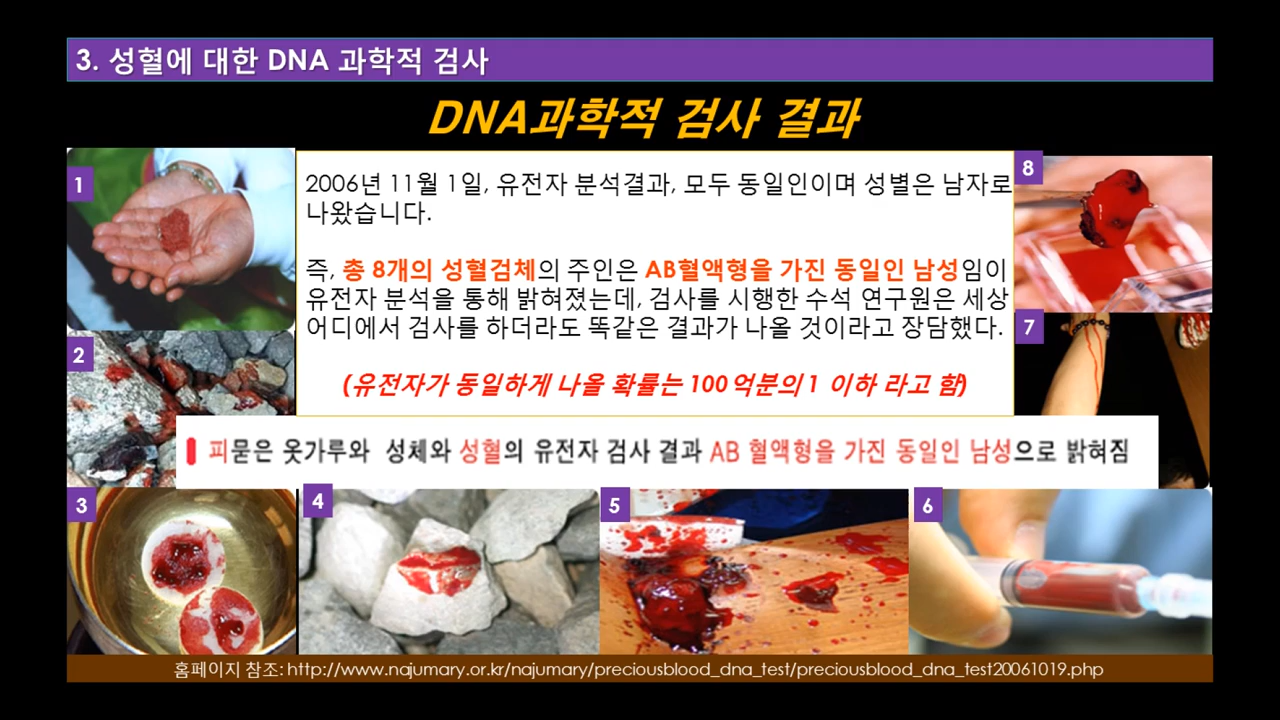 3. 성혈에 대한 DNA 과학적 검사
DNA과학적 검사 결과
1
2006년 11월 1일, 유전자 분석결과, 모두 동일인이며 성별은 남자로
나왔습니다.
8
즉, 총 8개의 성혈검체의 주인은 AB혈액형을 가진 동일인 남성임이
유전자 분석을 통해 밝혀졌는데, 검사를 시행한 수석 연구원은 세상
어디에서 검사를 하더라도 똑같은 결과가 나올 것이라고 장담했다.
7
2
(유전자가 동일하게 나올 확률는 100억분의 1 이하 라고 함)
피묻은 옷가루와 성체와 성혈의 유전자 검사 결과 AB 혈액형을 가진 동일인 남성으로 밝혀짐
3
4
5
6
홈페이지 참조: http://www.najumary.or.kr/najumary/preciousblood_dna_test/preciousblood_dna_test20061019.php